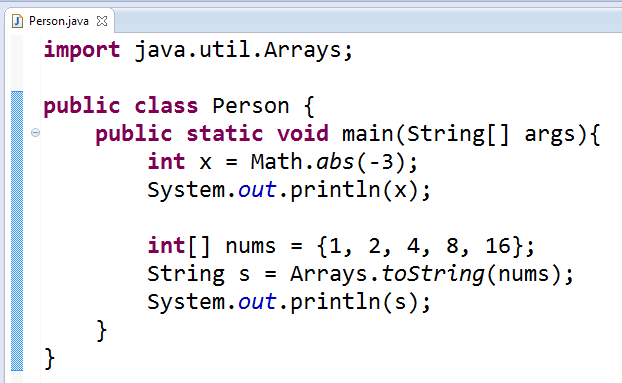 Person.java
import java.util.Arrays;
public class Person {
public static void main(String[] args){
int x = Math.abs(-3);
System.out.println(x);
int[] nums = {1, 2, 4, 8, 16};
String s = Arrays.toString(nums);
System.out.println(s);
}
}